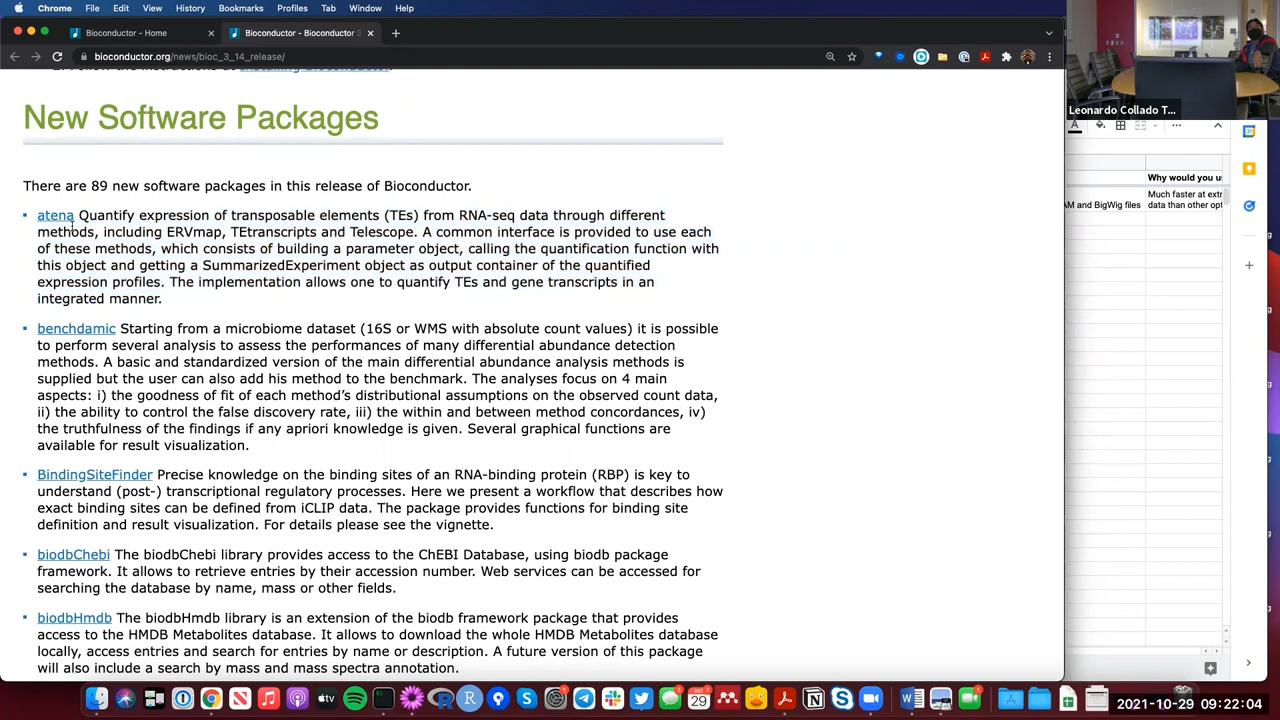 Chrome File Edit View History Bookmarks Profiles Tab Window Help
Bioconductor - Home
Bioconductor - Bioconductor 3
bioconductor.org/news/bioc_3_14_release/
New Software Packages
There are 89 new software packages in this release of Bioconductor.
atena Quantify expression of transposable elements (TEs) from RNA-seq data through different
methods, including ERVmap, TEtranscripts and Telescope. A common interface is provided to use each
of these methods, which consists of building a parameter object, calling the quantification function with
this object and getting a SummarizedExperiment object as output container of the quantified
expression profiles. The implementation allows one to quantify TEs and gene transcripts in an
integrated manner.
benchdamic Starting from a microbiome dataset (16S or WMS with absolute count values) it is possible
to perform several analysis to assess the performances of many differential abundance detection
methods. A basic and standardized version of the main differential abundance analysis methods is
supplied but the user can also add his method to the benchmark. The analyses focus on 4 main
aspects: i) the goodness of fit of each method's distributional assumptions on the observed count data,
ii) the ability to control the false discovery rate, iii) the within and between method concordances, iv)
the truthfulness of the findings if any apriori knowledge is given. Several graphical functions are
available for result visualization.
BindingSiteFinder Precise knowledge on the binding sites of an RNA-binding protein (RBP) is key to
understand (post-) transcriptional regulatory processes. Here we present a workflow that describes how
exact binding sites can be defined from iCLIP data. The package provides functions for binding site
definition and result visualization. For details please see the vignette.
biodbChebi The biodbChebi library provides access to the ChEBI Database, using biodb package
framework. It allows to retrieve entries by their accession number. Web services can be accessed for
searching the database by name, mass or other fields.
biodbHmdb The biodbHmdb library is an extension of the biodb framework package that provides
access to the HMDB Metabolites database. It allows to download the whole HMDB Metabolites database
locally, access entries and search for entries by name or description. A future version of this package
will also include a search by mass and mass spectra annotation.
Leonardo Collado T...
Why would you u
Much faster at ext
AM and BigWig files
data than other opt
2021-10-29 09:22:04